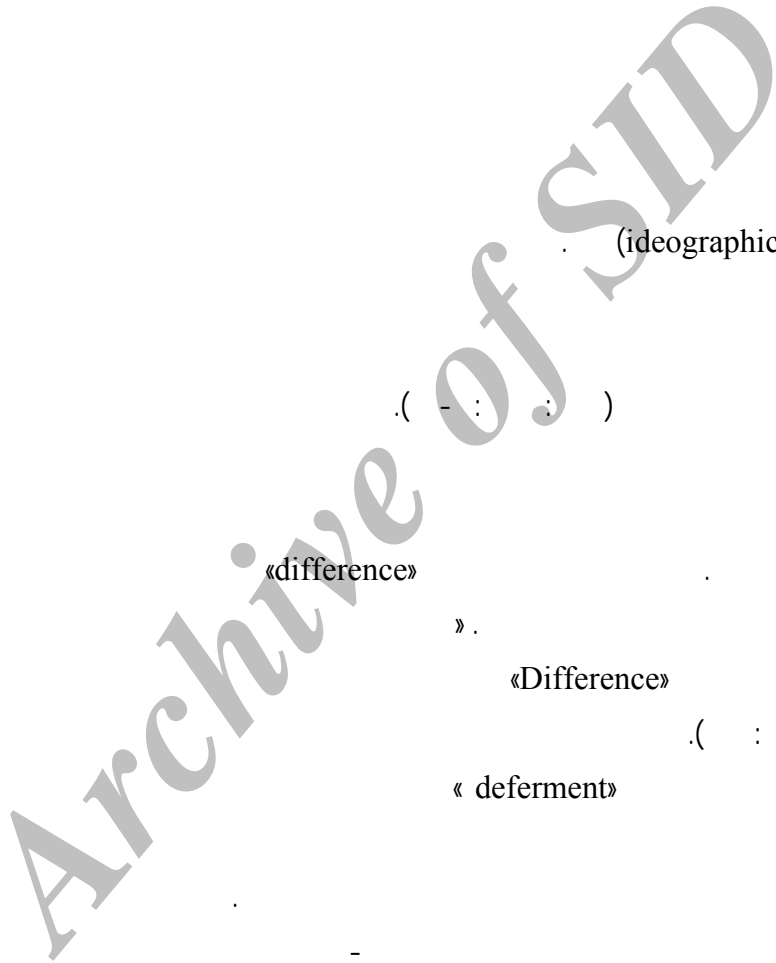 . (ideographic
.( - : : )
«difference» .
» .
«Difference»
.( :
« deferment»
.
-
Archive of SID